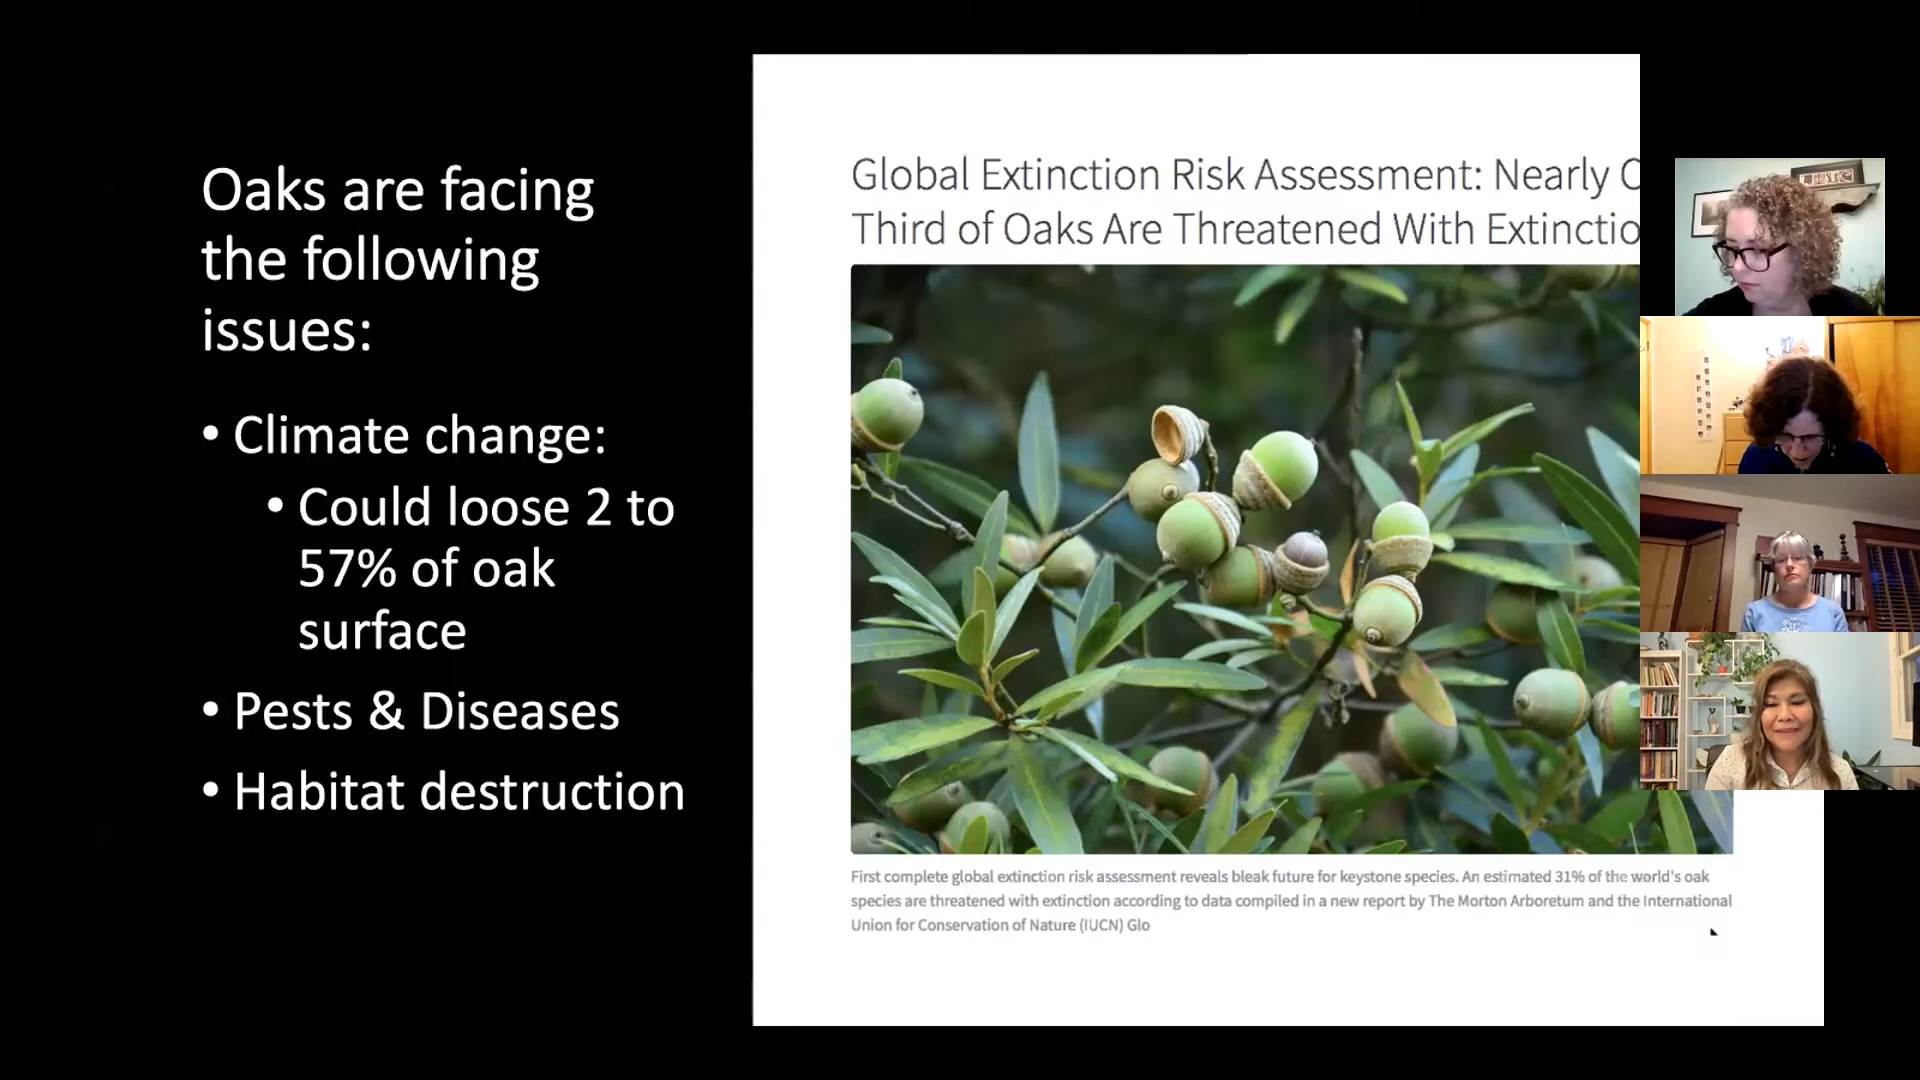 Oaks are facing
the following
issues:
• Climate change:
• Could loose 2 to
57% of oak
surface
• Pests & Diseases
• Habitat destruction
Global Extinction Risk Assessment: Nearly
Third of Oaks Are Threatened With Extinctio
First complete global extinction risk assessment reveals bleak future for keystone species. An estimated 31% of the world's oak
species are threatened with extinction according to data compiled in a new report by The Morton Arboretum and the International
Union for Conservation of Nature (IUCN) Glo